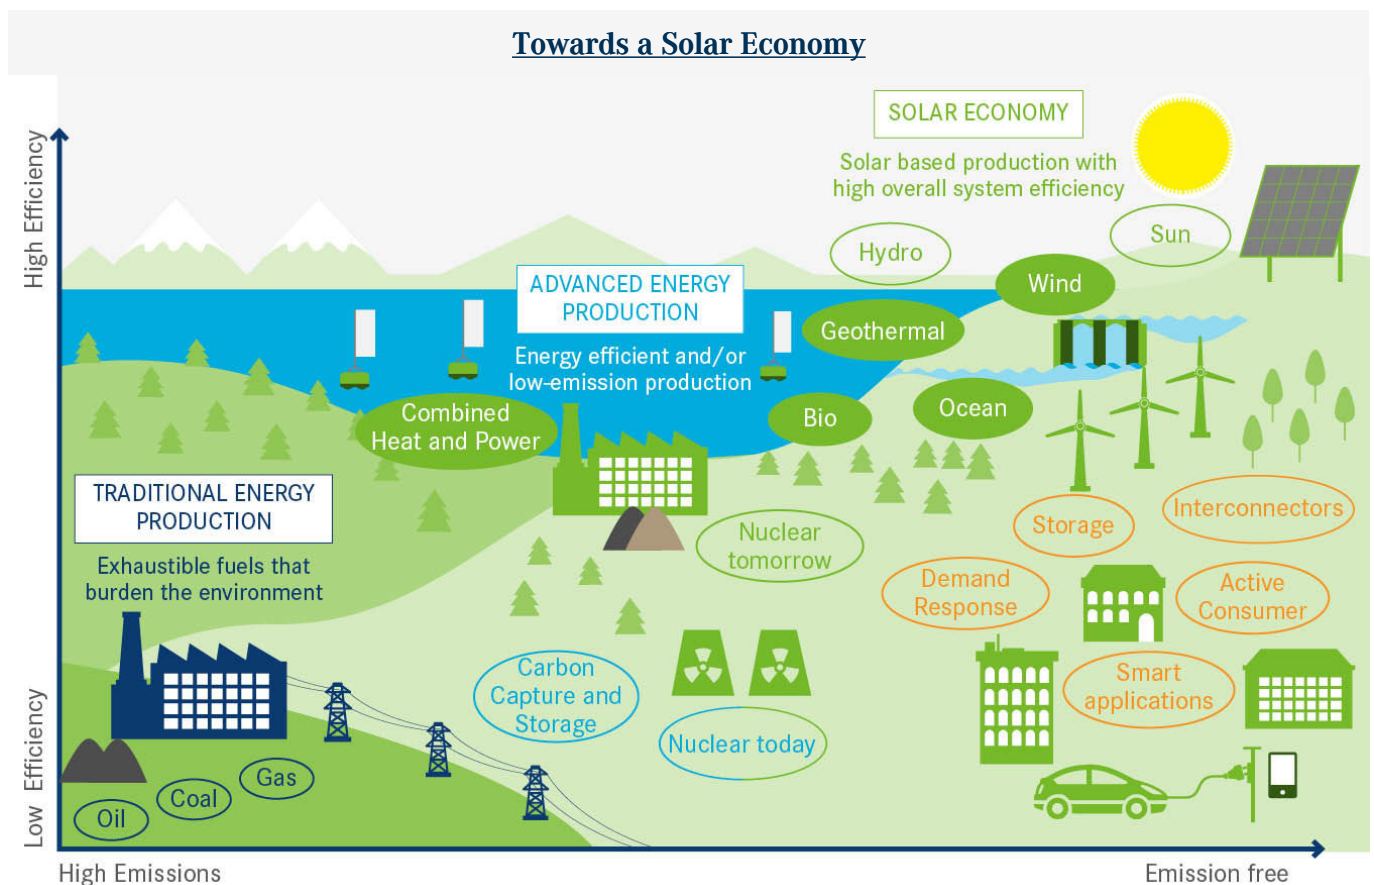 Towards a Solar Economy
SOLAR ECONOMY
Solar based production with
high overall system efficiency
High Efficiency
Sun
Hydro
Wind
ADVANCED ENERGY
PRODUCTION
Geothermal
Energy efficient and/or
low-emission production
Combined
Heat and Power
Bio
Ocean
TRADITIONAL ENERGY
PRODUCTION
Exhaustible fuels that
burden the environment
Nuclear
tomorrow
Storage
Interconnectors
Demand
Response
Active
Consumer
Carbon
Capture and
Storage
Smart
applications
Nuclear today
Gas
Coal
Oil
Low Efficiency
High Emissions
Emission free